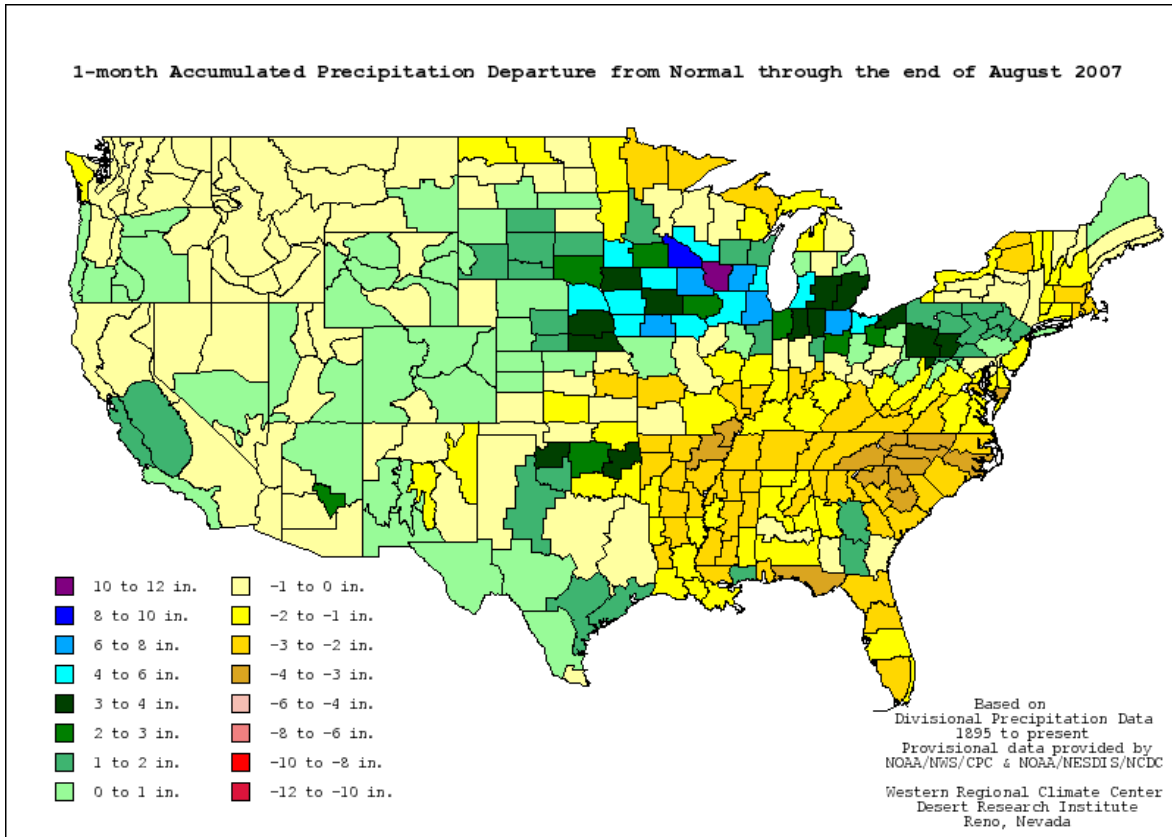 1-month Accumulated Precipitation Departure from Normal through the end of August 2007
10 to 12 in.
8 to 10 in.
6 to 8 in.
4 to 6 in.
3 to 4 in.
2 to 3 in.
1 to 2 in.
0 to 1 in.
-1 to 0 in.
-2 to -1 in.
-3 to -2 in.
-4 to -3 in.
-6 to -4 in.
-8 to -6 in.
-10 to -8 in.
-12 to -10 in.
Based on
Divisional Precipitation Data
1895 to present
Provisional data provided by
NOAA/NWS/CPC & NOAA/NESDIS/NCDC
Western Regional Climate Center
Desert Research Institute
Reno, Nevada